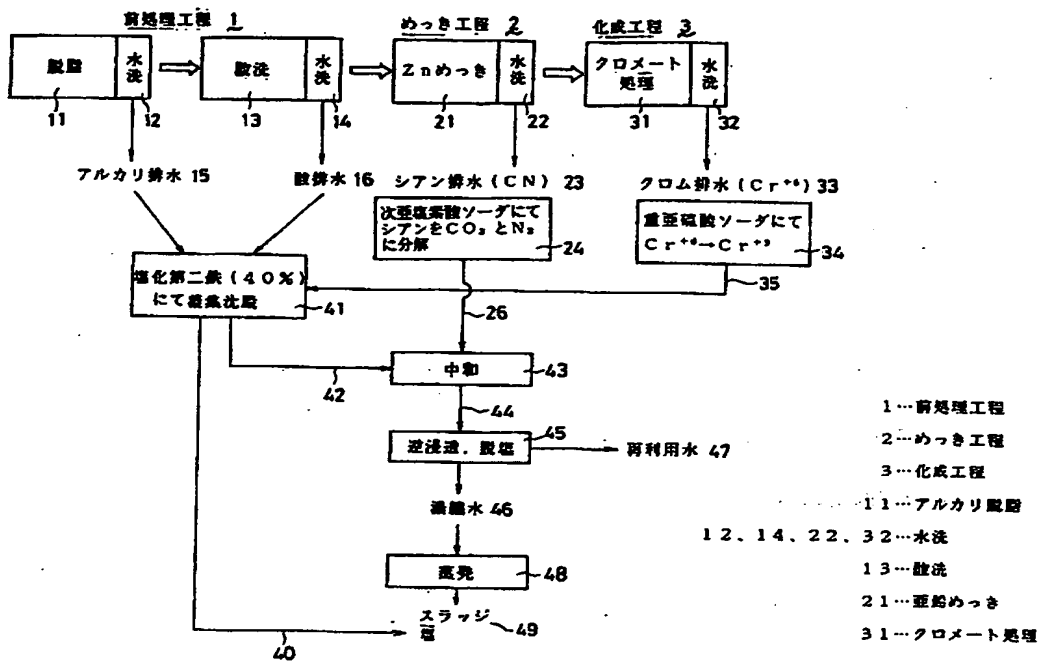 前処理工程 1
めっき工程 2
化成工程 3
脱脂
水洗
酸洗
水洗
Znめっき
水洗
クロメート
処理
水洗
11
12
13
14
21
22
31
32
アルカリ排水 15
酸排水 16
シアン排水(CN) 23
クロム排水(Cr⁺⁶) 33
次亜塩素酸ソーダにて
シアンをCO₂とN₂
に分解
24
重亜硫酸ソーダにて
Cr⁺⁶→Cr⁺³
34
35
塩化第二鉄(40%)
にて凝集沈殿
41
26
42
中和
43
44
逆浸透.脱塩
45
再利用水 47
濃縮水 46
蒸発
48
スラッジ
塩
49
40
1…前処理工程
2…めっき工程
3…化成工程
11…アルカリ脱脂
12、14、22、32…水洗
13…酸洗
21…亜鉛めっき
31…クロメート処理